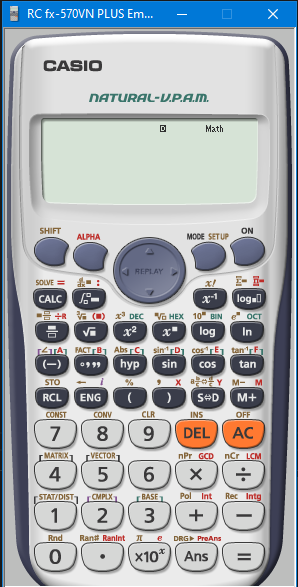 RC fx-570VN PLUS Em...
CASIO
NATURAL-V.P.A.M.
D Math
SHIFT ALPHA MODE SETUP ON
REPLAY
SOLVE = : x! Σ= Π=
CALC x⁻¹ log
÷R ³√ x³ DEC ˣ√ HEX 10ˣ BIN eˣ OCT
√ x² xˣ log ln
∠ A FACT B Abs C sin⁻¹ D cos⁻¹ E tan⁻¹ F
(−) °,,, hyp sin cos tan
STO ← i % , X a b/c⇔d/c Y M− M
RCL ENG ( ) S⇔D M+
CONST CONV CLR INS OFF
7 8 9 DEL AC
MATRIX VECTOR nPr GCD nCr LCM
4 5 6 × ÷
STAT/DIST CMPLX BASE Pol Int Rec Intg
1 2 3 + −
Rnd Ran# RanInt π e DRG▶ PreAns
0 . ×10ˣ Ans =